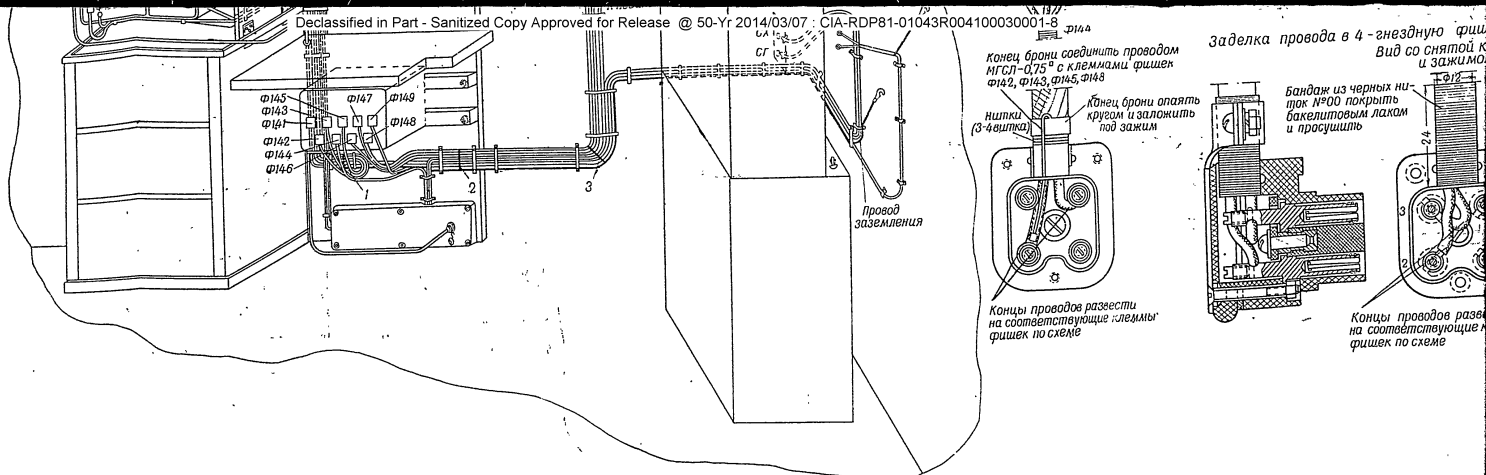 Declassified in Part - Sanitized Copy Approved for Release @ 50-Yr 2014/03/07 : CIA-RDP81-01043R004100030001-8
СХ
СГ
Ф144
Конец брони соединить проводом
МГСЛ-0,75□ с клеммами фишек
Ф142, Ф143, Ф145, Ф148
Нитки
(3-4 витка)
Конец брони опаять
кругом и заложить
под зажим
Концы проводов развести
на соответствующие клеммы
фишек по схеме
Заделка провода в 4-гнездную
Вид со снятой
и
Бандаж из черных ни-
ток №00 покрыть
бакелитовым лаком
и просушить
Ф12
24
3
2
Концы проводов
на соответствующие
фишек по схеме
Ф145
Ф147
Ф149
Ф143
Ф141
Ф148
Ф142
Ф144
Ф146
1
2
3
Провод
заземления